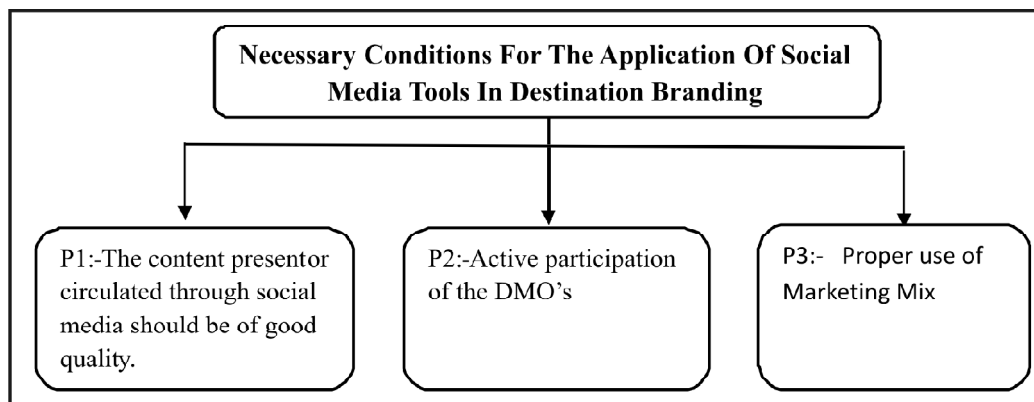 Necessary Conditions For The Application Of Social
Media Tools In Destination Branding
P1:-The content presentor
circulated through social
media should be of good
quality.
P2:-Active participation
of the DMO’s
P3:- Proper use of
Marketing Mix